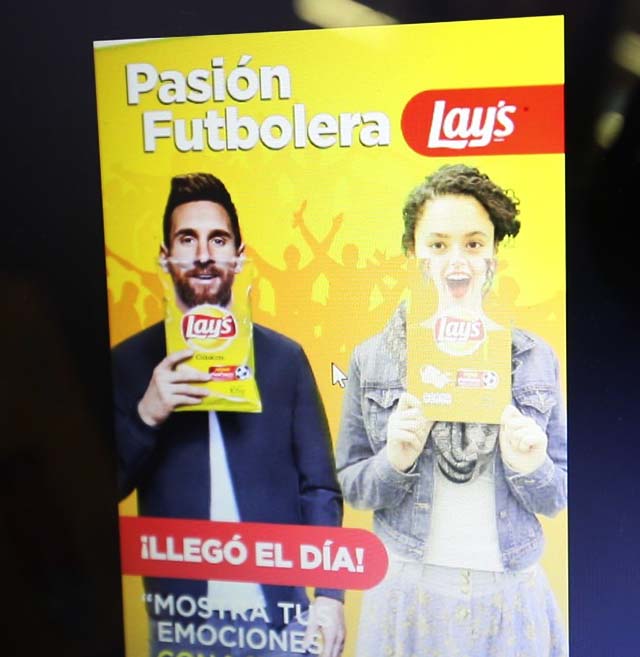 Pasión
Futbolera
Lay's
Lay's
Lay's
¡LLEGÓ EL DÍA!
"MOSTRA TUS
EMOCIONES